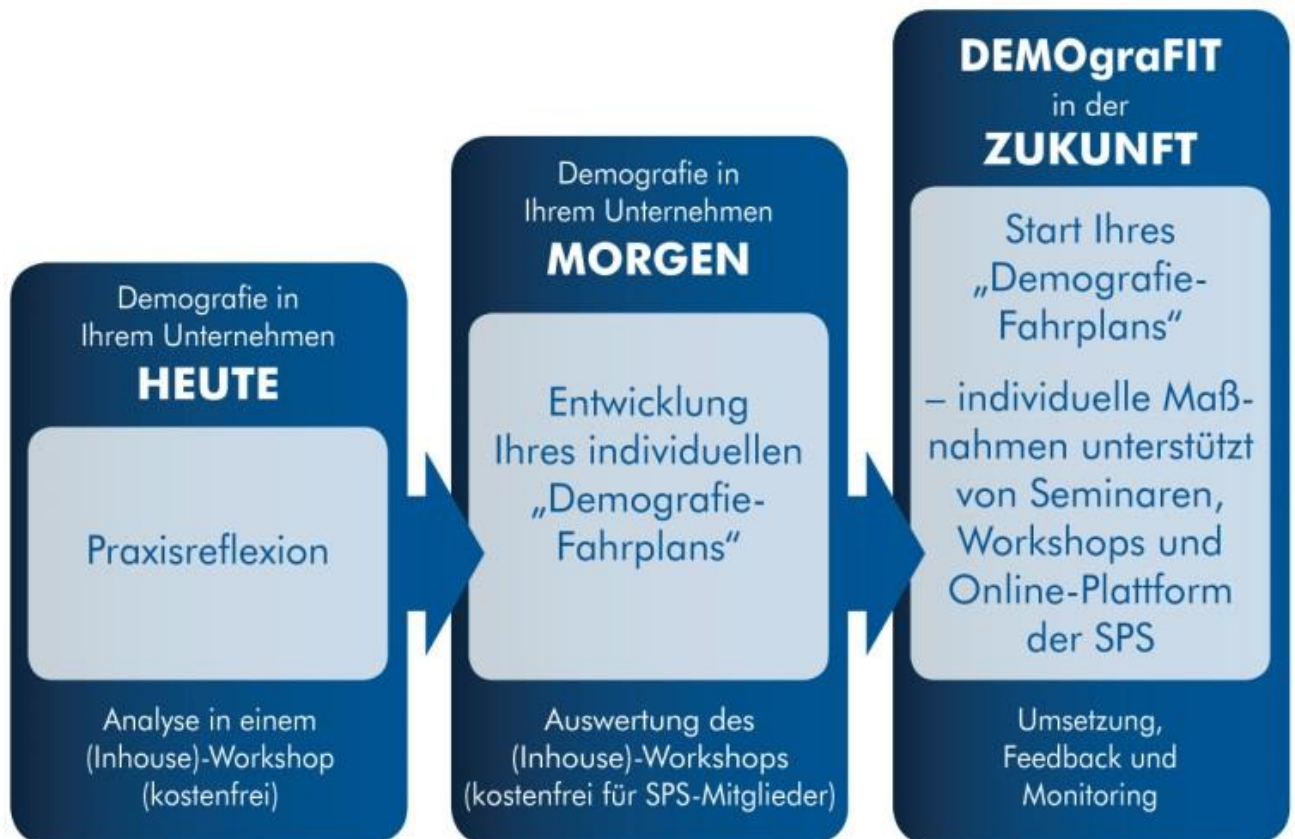 Demografie in
Ihrem Unternehmen
HEUTE
Praxisreflexion
Analyse in einem
(Inhouse)-Workshop
(kostenfrei)
Demografie in
Ihrem Unternehmen
MORGEN
Entwicklung
Ihres individuellen
„Demografie-
Fahrplans“
Auswertung des
(Inhouse)-Workshops
(kostenfrei für SPS-Mitglieder)
DEMOgraFIT
in der
ZUKUNFT
Start Ihres
„Demografie-
Fahrplans“
– individuelle Maß-
nahmen unterstützt
von Seminaren,
Workshops und
Online-Plattform
der SPS
Umsetzung,
Feedback und
Monitoring